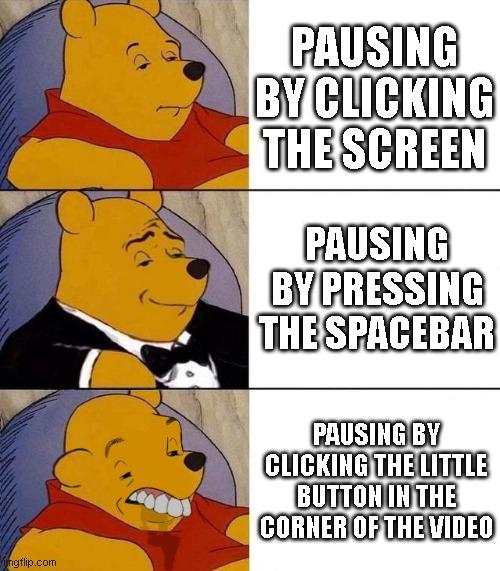 PAUSING
BY CLICKING
THE SCREEN
PAUSING
BY PRESSING
THE SPACEBAR
PAUSING BY
CLICKING THE LITTLE
BUTTON IN THE
CORNER OF THE VIDEO
imgflip.com